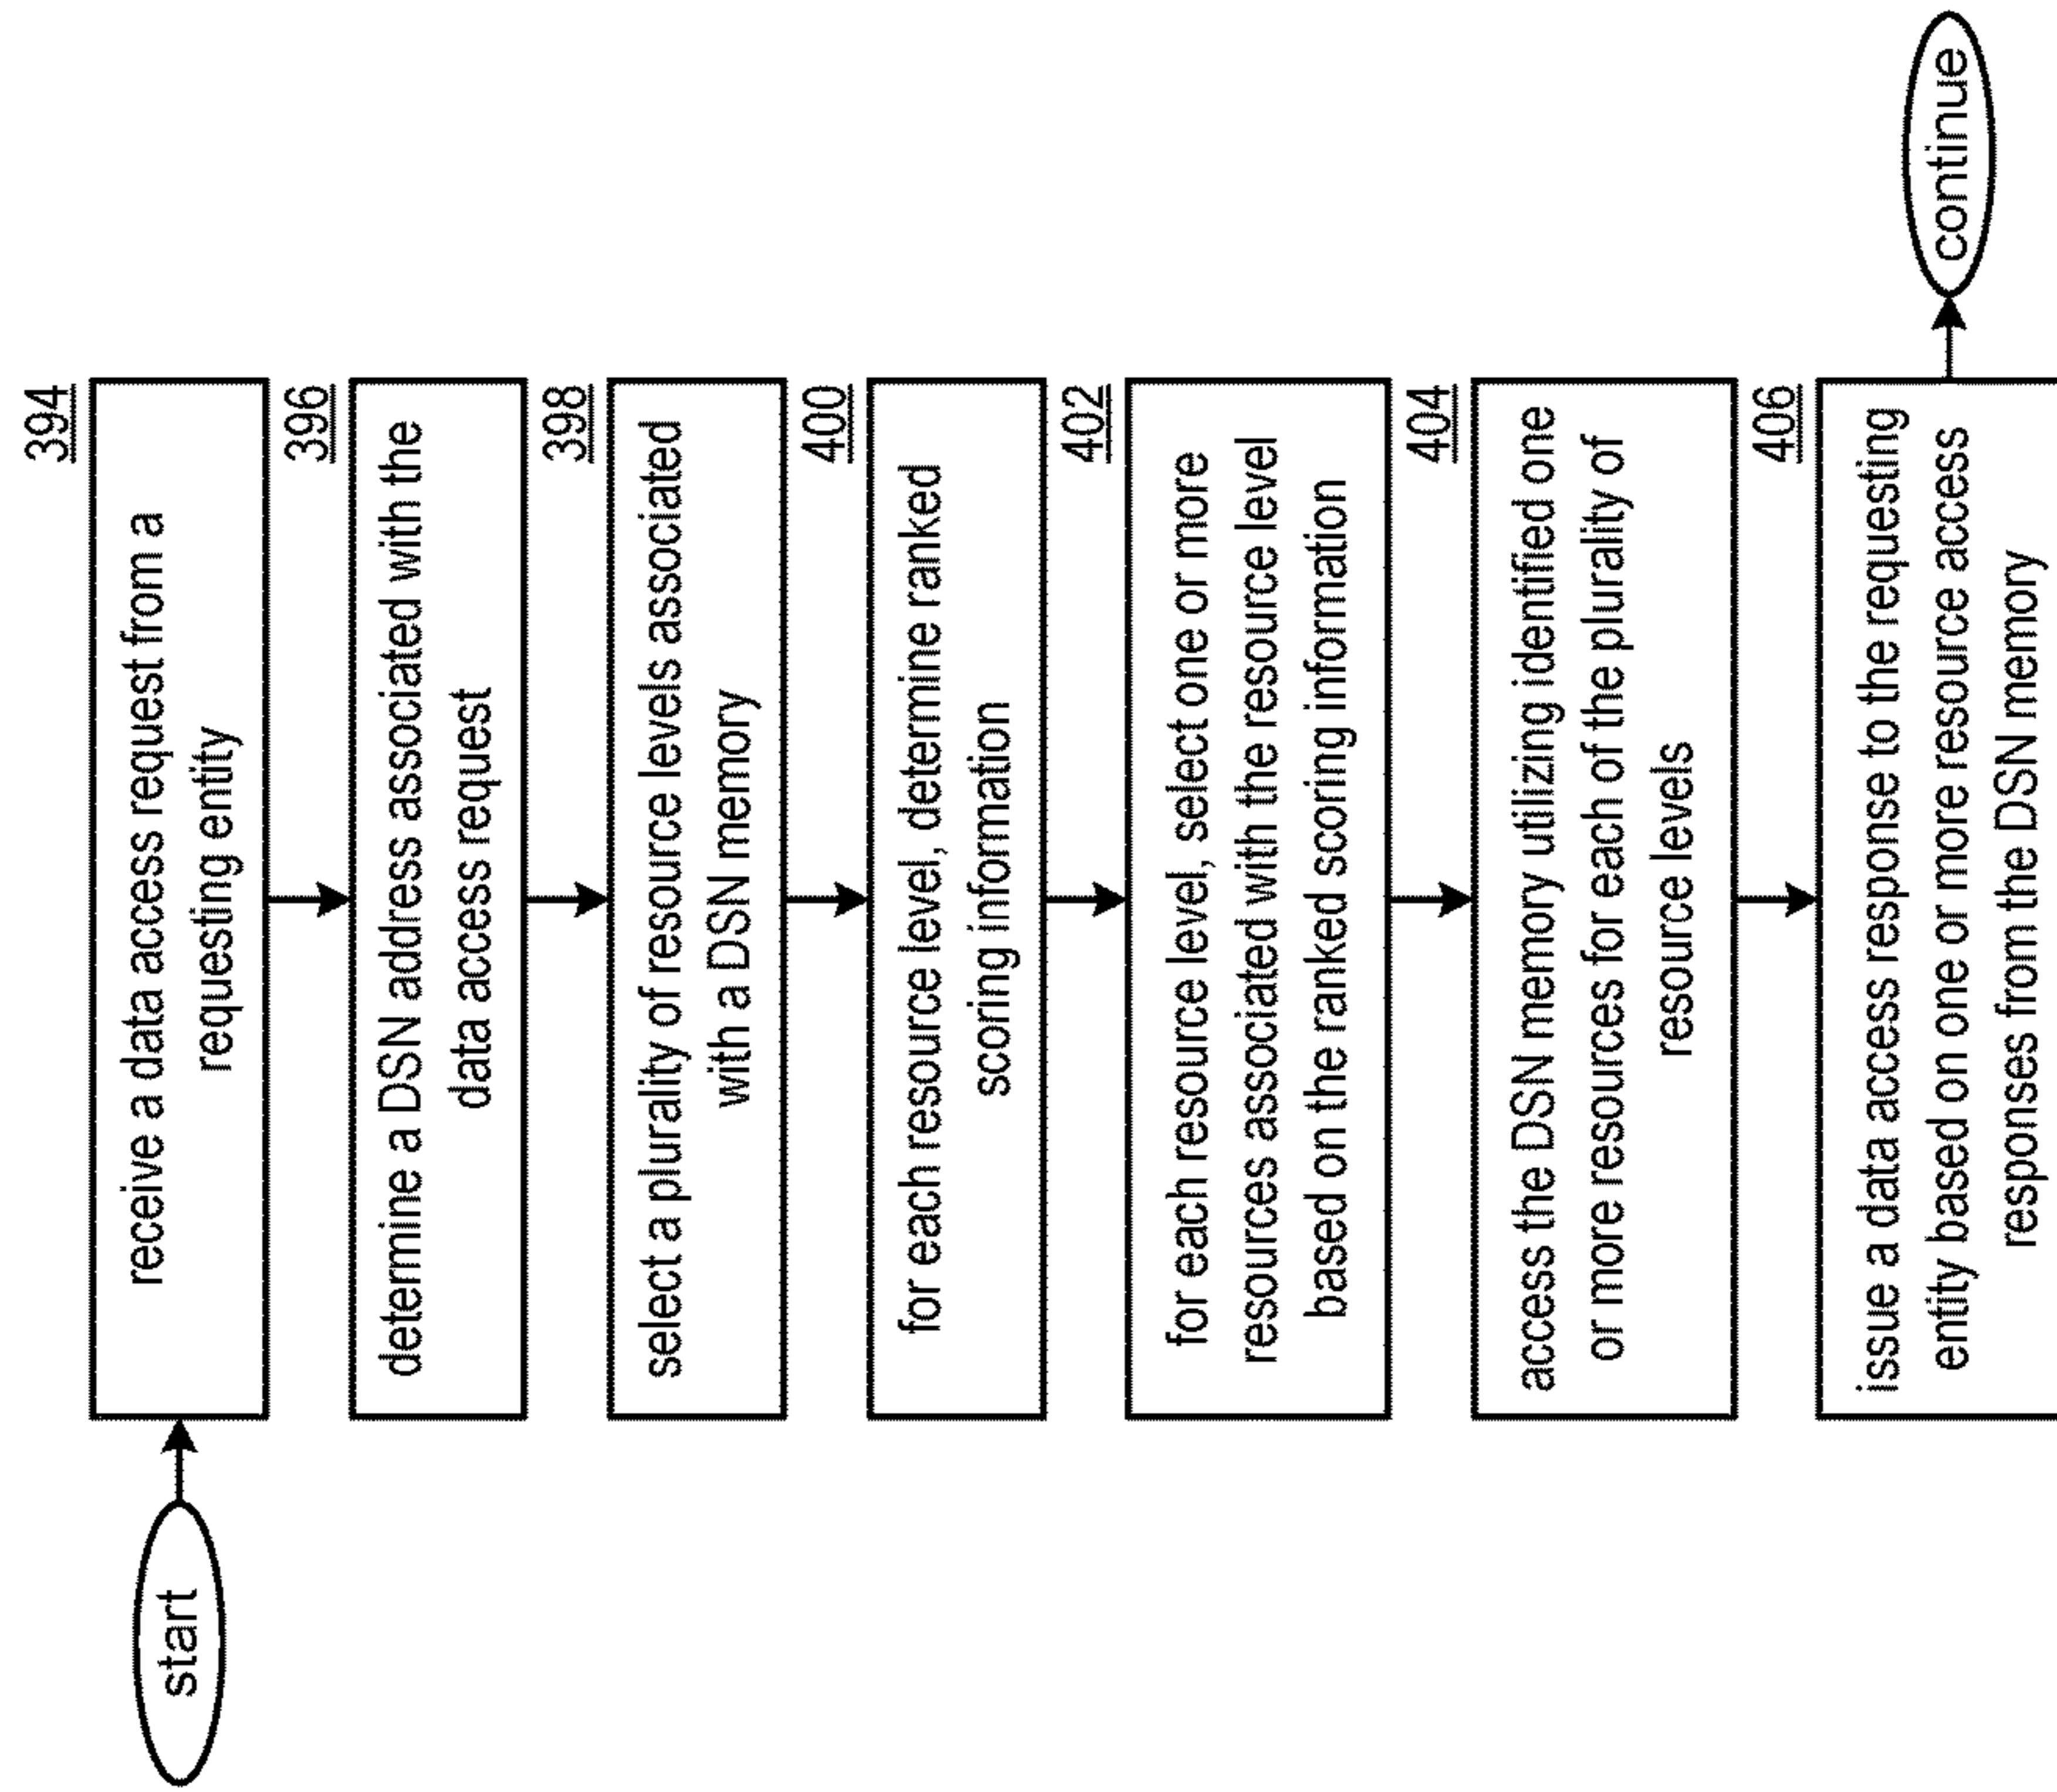 start
394
receive a data access request from a
requesting entity
396
determine a DSN address associated with the
data access request
398
select a plurality of resource levels associated
with a DSN memory
400
for each resource level, determine ranked
scoring information
402
for each resource level, select one or more
resources associated with the resource level
based on the ranked scoring information
404
access the DSN memory utilizing identified one
or more resources for each of the plurality of
resource levels
406
issue a data access response to the requesting
entity based on one or more resource access
responses from the DSN memory
continue